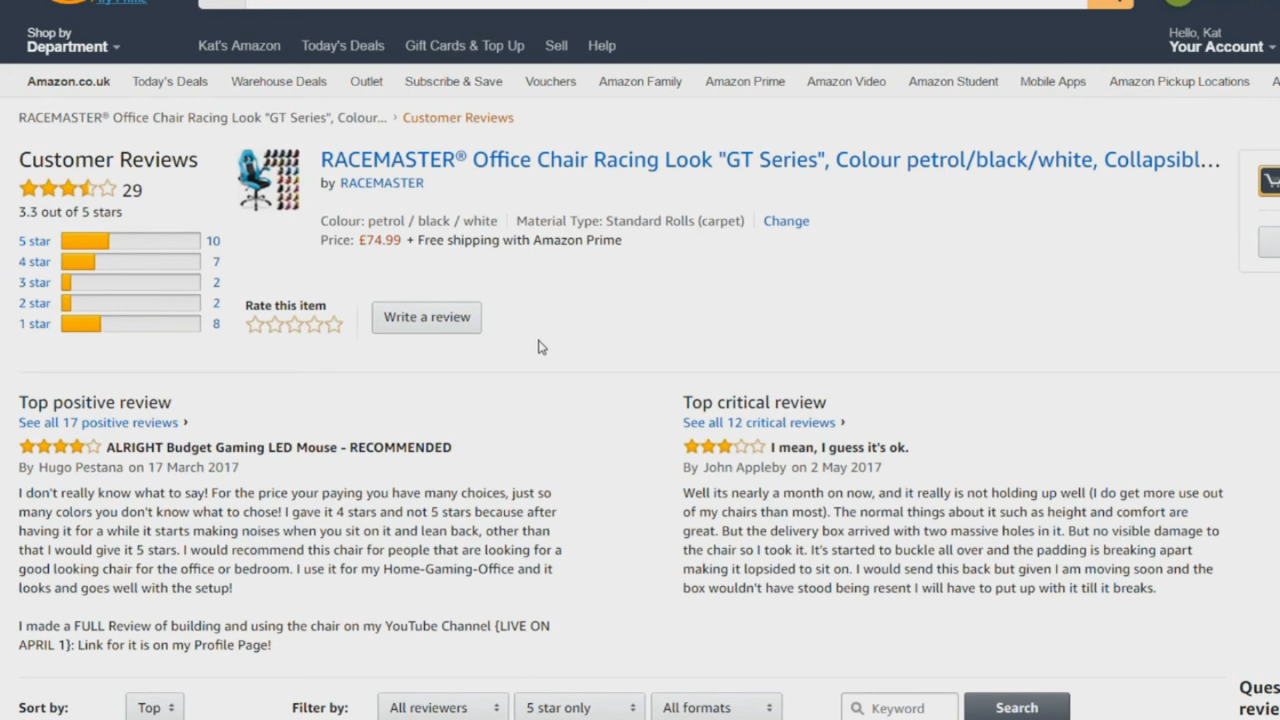 by Prime
Shop by
Department
Kat's Amazon Today's Deals Gift Cards & Top Up Sell Help
Hello, Kat
Your Account
Amazon.co.uk Today's Deals Warehouse Deals Outlet Subscribe & Save Vouchers Amazon Family Amazon Prime Amazon Video Amazon Student Mobile Apps Amazon Pickup Locations A
RACEMASTER® Office Chair Racing Look "GT Series", Colour... › Customer Reviews
Customer Reviews
29
3.3 out of 5 stars
5 star 10
4 star 7
3 star 2
2 star 2
1 star 8
RACEMASTER® Office Chair Racing Look "GT Series", Colour petrol/black/white, Collapsibl...
by RACEMASTER
Colour: petrol / black / white | Material Type: Standard Rolls (carpet) | Change
Price: £74.99 + Free shipping with Amazon Prime
Rate this item
Write a review
Top positive review
See all 17 positive reviews ›
ALRIGHT Budget Gaming LED Mouse - RECOMMENDED
By Hugo Pestana on 17 March 2017
I don't really know what to say! For the price your paying you have many choices, just so
many colors you don't know what to chose! I gave it 4 stars and not 5 stars because after
having it for a while it starts making noises when you sit on it and lean back, other than
that I would give it 5 stars. I would recommend this chair for people that are looking for a
good looking chair for the office or bedroom. I use it for my Home-Gaming-Office and it
looks and goes well with the setup!
I made a FULL Review of building and using the chair on my YouTube Channel {LIVE ON
APRIL 1}: Link for it is on my Profile Page!
Top critical review
See all 12 critical reviews ›
I mean, I guess it's ok.
By John Appleby on 2 May 2017
Well its nearly a month on now, and it really is not holding up well (I do get more use out
of my chairs than most). The normal things about it such as height and comfort are
great. But the delivery box arrived with two massive holes in it. But no visible damage to
the chair so I took it. It's started to buckle all over and the padding is breaking apart
making it lopsided to sit on. I would send this back but given I am moving soon and the
box wouldn't have stood being resent I will have to put up with it till it breaks.
Sort by: Top Filter by: All reviewers 5 star only All formats Keyword Search
Ques
revie